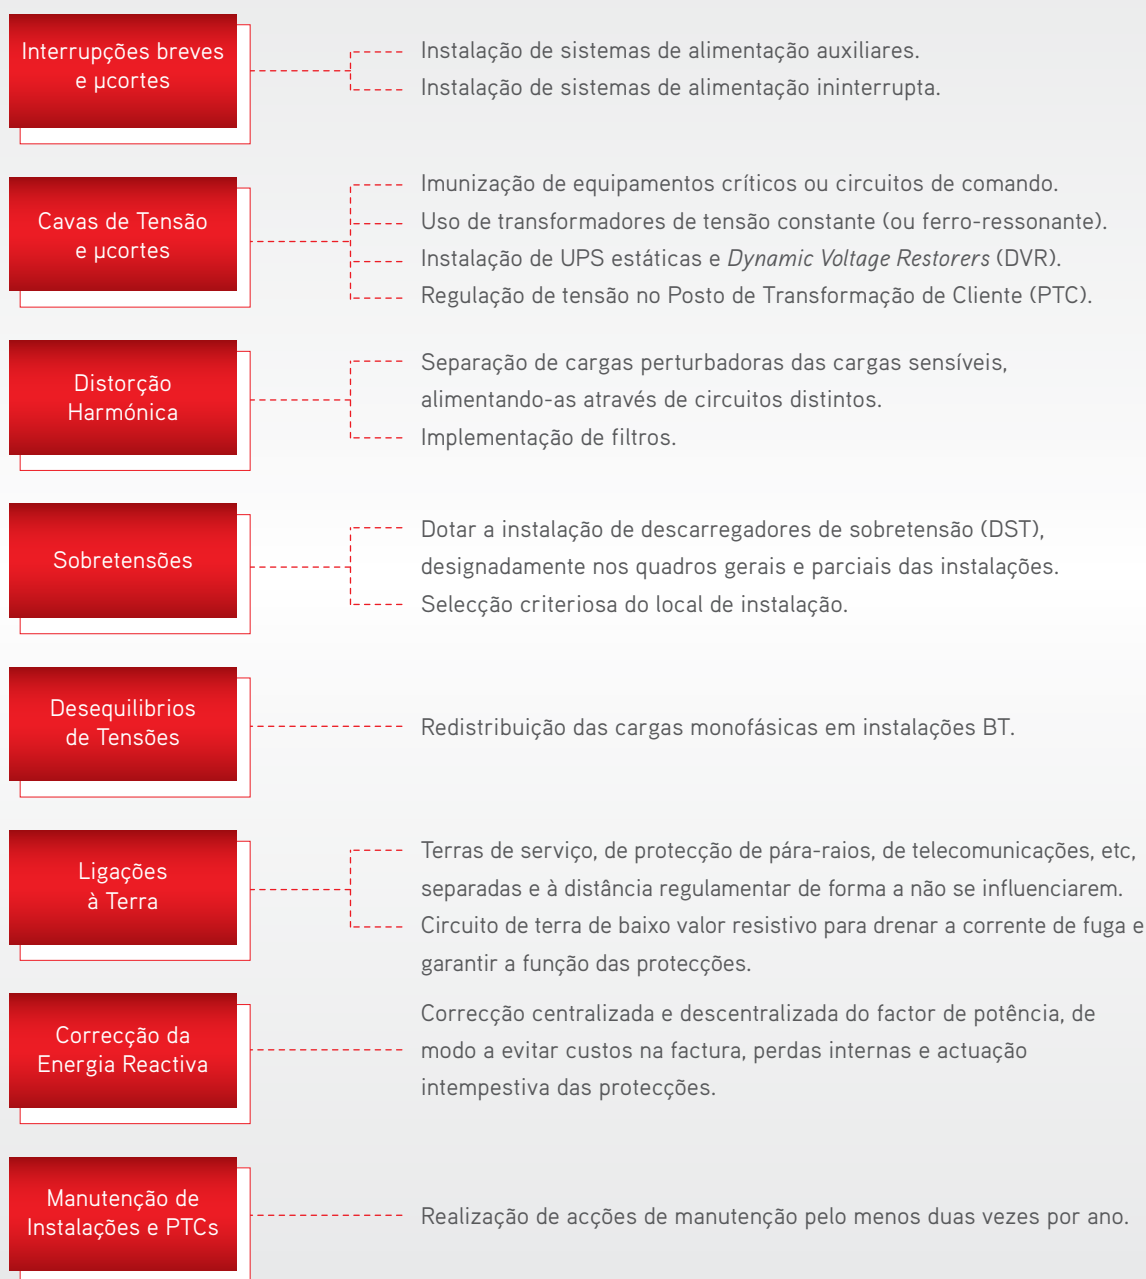 Interrupções breves
e µcortes
Instalação de sistemas de alimentação auxiliares.
Instalação de sistemas de alimentação ininterrupta.
Cavas de Tensão
e µcortes
Imunização de equipamentos críticos ou circuitos de comando.
Uso de transformadores de tensão constante (ou ferro-ressonante).
Instalação de UPS estáticas e Dynamic Voltage Restorers (DVR).
Regulação de tensão no Posto de Transformação de Cliente (PTC).
Distorção
Harmónica
Separação de cargas perturbadoras das cargas sensíveis,
alimentando-as através de circuitos distintos.
Implementação de filtros.
Sobretensões
Dotar a instalação de descarregadores de sobretensão (DST),
designadamente nos quadros gerais e parciais das instalações.
Selecção criteriosa do local de instalação.
Desequilibrios
de Tensões
Redistribuição das cargas monofásicas em instalações BT.
Ligações
à Terra
Terras de serviço, de protecção de pára-raios, de telecomunicações, etc,
separadas e à distância regulamentar de forma a não se influenciarem.
Circuito de terra de baixo valor resistivo para drenar a corrente de fuga e
garantir a função das protecções.
Correcção da
Energia Reactiva
Correcção centralizada e descentralizada do factor de potência, de
modo a evitar custos na factura, perdas internas e actuação
intempestiva das protecções.
Manutenção de
Instalações e PTCs
Realização de acções de manutenção pelo menos duas vezes por ano.